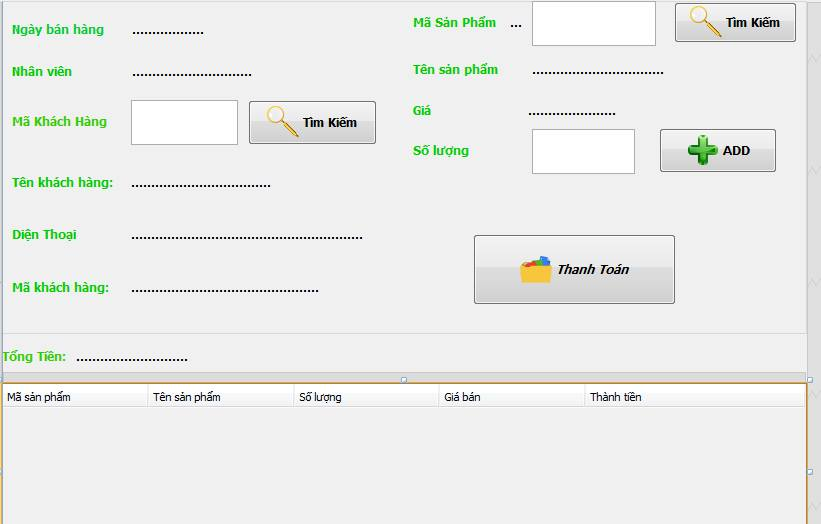 Ngày bán hàng ..................
Nhân viên ..............................
Mã Khách Hàng Tìm Kiếm
Tên khách hàng: ...................................
Diện Thoại ..........................................................
Mã khách hàng: ...............................................
Mã Sản Phẩm ... Tìm Kiếm
Tên sản phẩm .................................
Giá ......................
Số lượng ADD
Thanh Toán
Tổng Tiền: ............................
Mã sản phẩm Tên sản phẩm Số lượng Giá bán Thành tiền